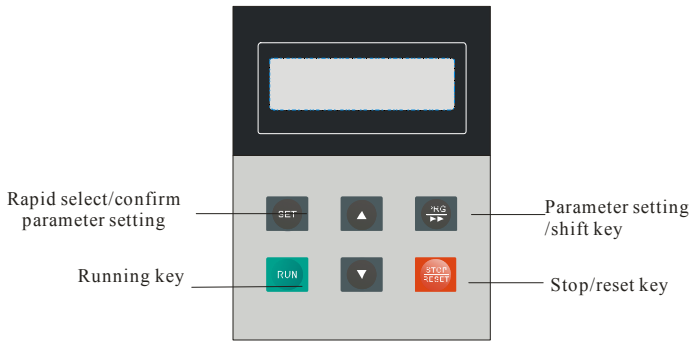 Rapid select/confirm
parameter setting
SET
PRG
Parameter setting
/shift key
Running key
RUN
STOP
RESET
Stop/reset key